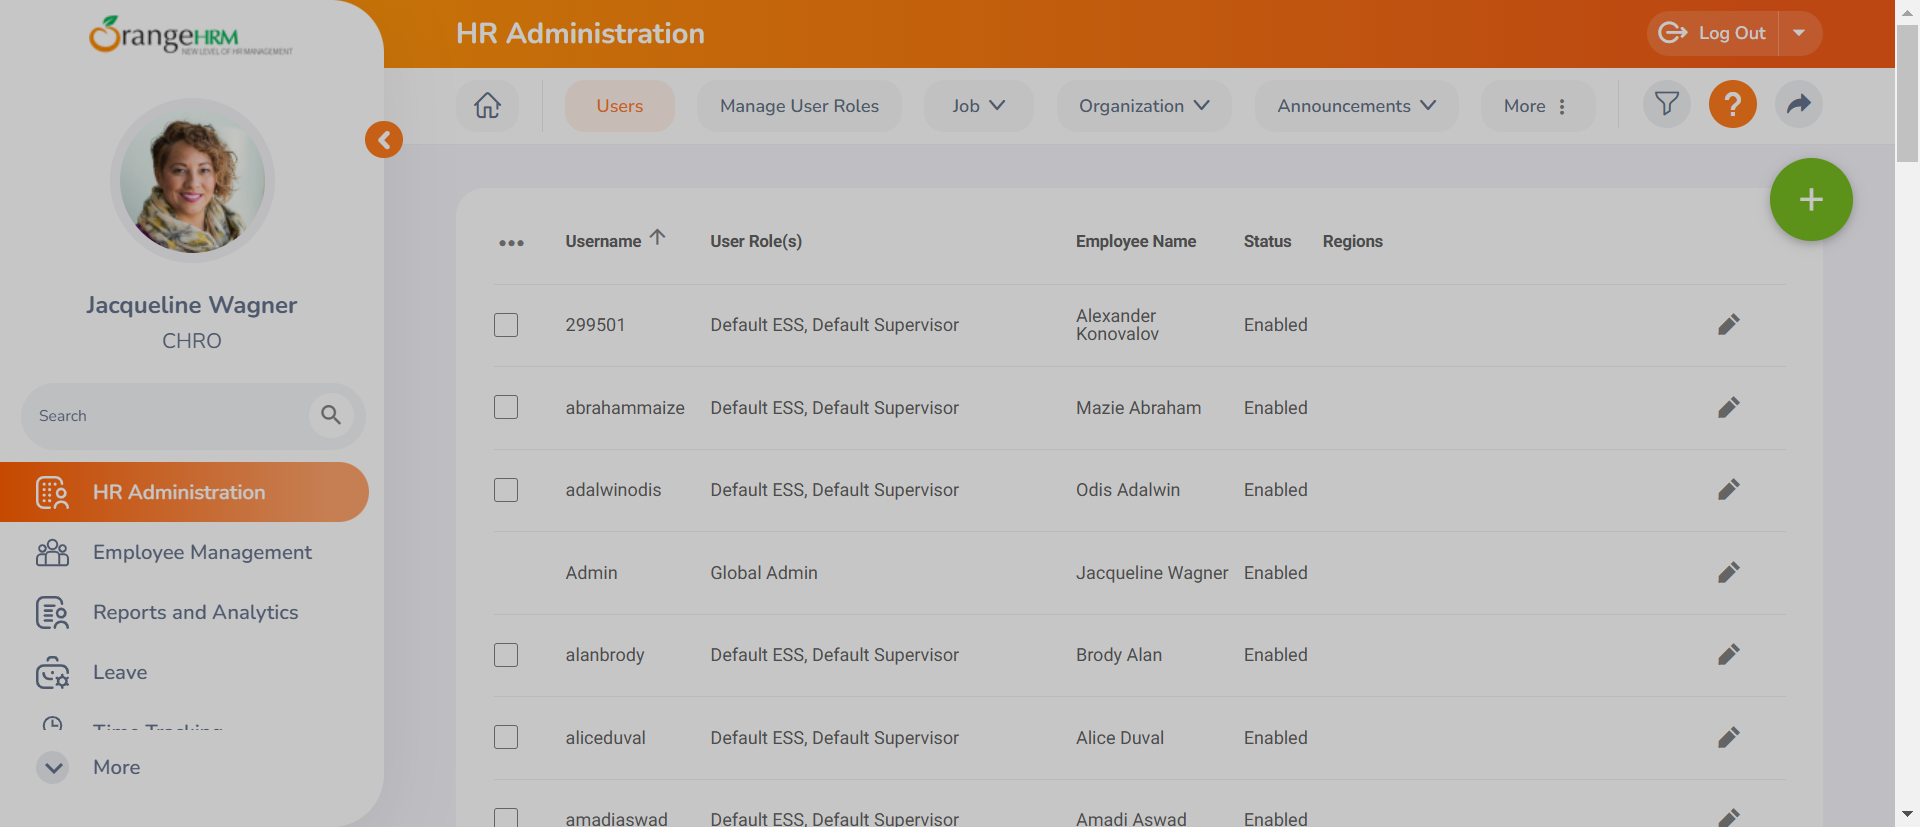 OrangeHRM
NEW LEVEL OF HR MANAGEMENT
HR Administration
Log Out
Users
Manage User Roles
Job
Organization
Announcements
More
Jacqueline Wagner
CHRO
Search
HR Administration
Employee Management
Reports and Analytics
Leave
Time Tracking
More
Username
User Role(s)
Employee Name
Status
Regions
299501
Default ESS, Default Supervisor
Alexander
Konovalov
Enabled
abrahammaize
Default ESS, Default Supervisor
Mazie Abraham
Enabled
adalwinodis
Default ESS, Default Supervisor
Odis Adalwin
Enabled
Admin
Global Admin
Jacqueline Wagner
Enabled
alanbrody
Default ESS, Default Supervisor
Brody Alan
Enabled
aliceduval
Default ESS, Default Supervisor
Alice Duval
Enabled
amadiaswad
Default ESS, Default Supervisor
Amadi Aswad
Enabled